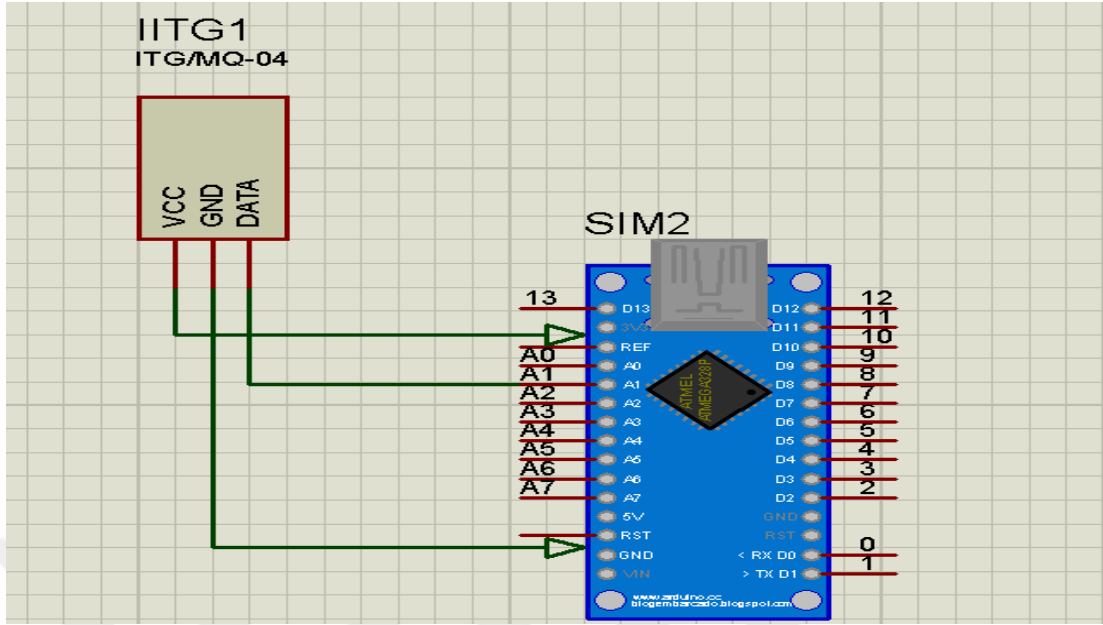 IITG1
ITG/MQ-04
VCC
GND
DATA
SIM2
13
A0
A1
A2
A3
A4
A5
A6
A7
D13
3V3
REF
A0
A1
A2
A3
A4
A5
A6
A7
5V
RST
GND
VIN
ATMEL
ATMEGA328P
D12
D11
D10
D9
D8
D7
D6
D5
D4
D3
D2
GND
RST
< RX D0
> TX D1
12
11
10
9
8
7
6
5
4
3
2
0
1
www.arduino.cc
blogembarcado.blogspot.com